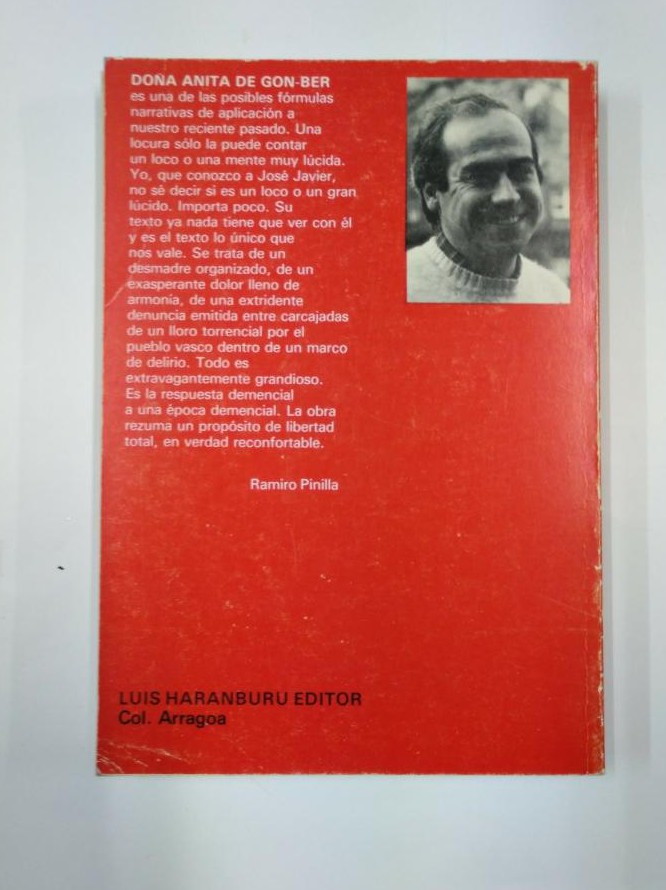 DOÑA ANITA DE GON-BER
es una de las posibles fórmulas
narrativas de aplicación a
nuestro reciente pasado. Una
locura sólo la puede contar
un loco o una mente muy lúcida.
Yo, que conozco a José Javier,
no sé decir si es un loco o un gran
lúcido. Importa poco. Su
texto ya nada tiene que ver con él
y es el texto lo único que
nos vale. Se trata de un
desmadre organizado, de un
exasperante dolor lleno de
armonía, de una extridente
denuncia emitida entre carcajadas
de un lloro torrencial por el
pueblo vasco dentro de un marco
de delirio. Todo es
extravagantemente grandioso.
Es la respuesta demencial
a una época demencial. La obra
rezuma un propósito de libertad
total, en verdad reconfortable.
Ramiro Pinilla
LUIS HARANBURU EDITOR
Col. Arragoa